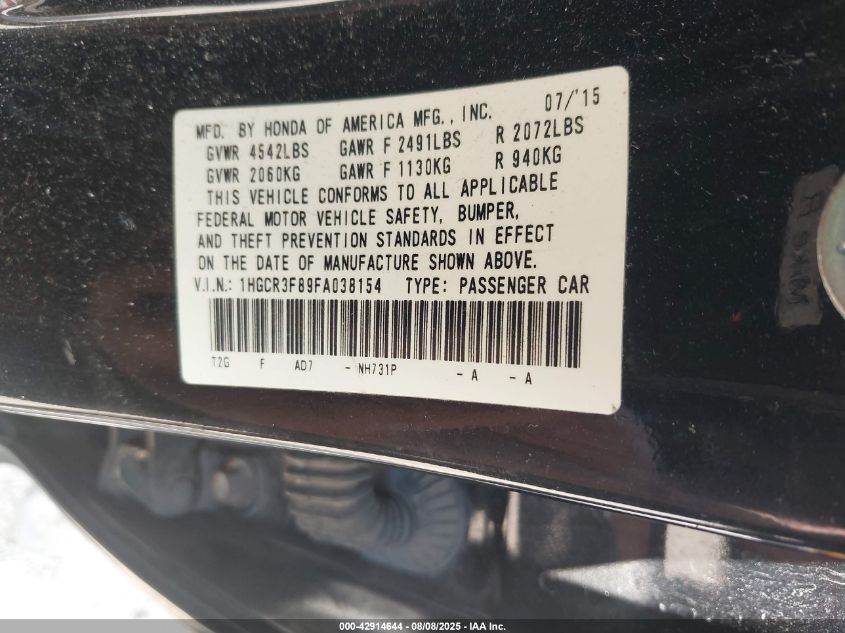 MFD. BY HONDA OF AMERICA MFG., INC. 07/'15
GVWR 4542LBS GAWR F 2491LBS R 2072LBS
GVWR 2060KG GAWR F 1130KG R 940KG
THIS VEHICLE CONFORMS TO ALL APPLICABLE
FEDERAL MOTOR VEHICLE SAFETY, BUMPER,
AND THEFT PREVENTION STANDARDS IN EFFECT
ON THE DATE OF MANUFACTURE SHOWN ABOVE.
V.I.N.: 1HGCR3F89FA038154 TYPE: PASSENGER CAR
T2G F AD7 - NH731P - A - A
000-42914644 - 08/08/2025 - IAA Inc.